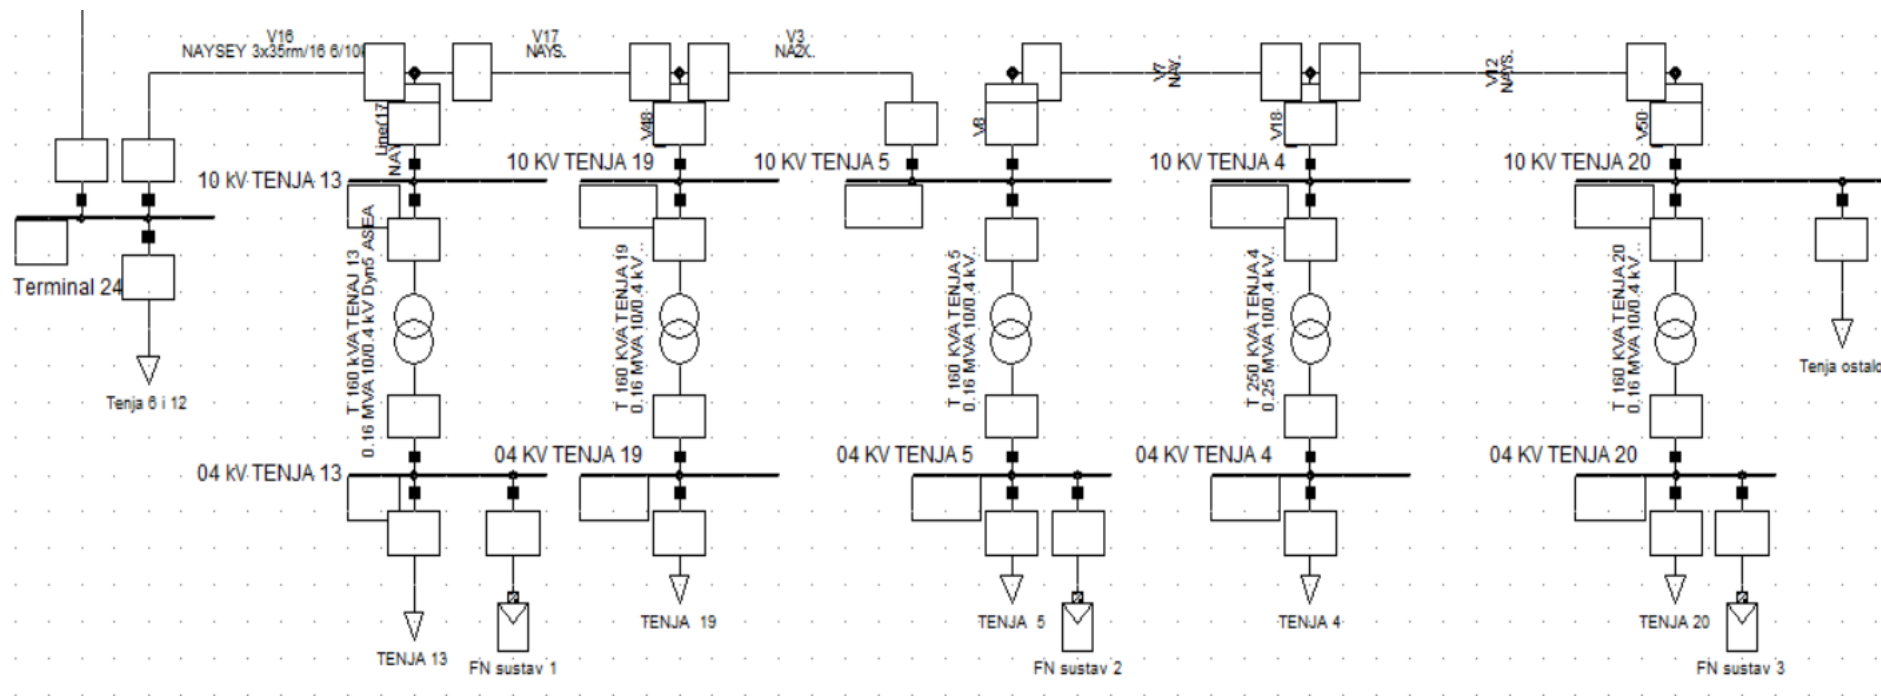 V16
NAYSEY 3x35rm/16 6/10
V17
NAYS..
V3
NA2X..
V7
NAY..
V12
NAYS..
Line(17
NAY
V48
V8
V18
V50
10 kV TENJA 13
10 KV TENJA 19
10 KV TENJA 5
10 KV TENJA 4
10 KV TENJA 20
Terminal 24
Tenja 6 i 12
T 160 kVA TENAJ 13
0.16 MVA 10/0.4 kV Dyn5 ASEA
T 160 KVA TENJA 19
0.16 MVA 10/0.4 kV..
T 160 KVA TENJA 5
0.16 MVA 10/0.4 kV..
T 250 KVA TENJA 4
0.25 MVA 10/0.4 kV..
T 160 KVA TENJA 20
0.16 MVA 10/0.4 kV..
Tenja ostalo
04 kV TENJA 13
04 KV TENJA 19
04 KV TENJA 5
04 KV TENJA 4
04 KV TENJA 20
TENJA 13
FN sustav 1
TENJA 19
TENJA 5
FN sustav 2
TENJA 4
TENJA 20
FN sustav 3